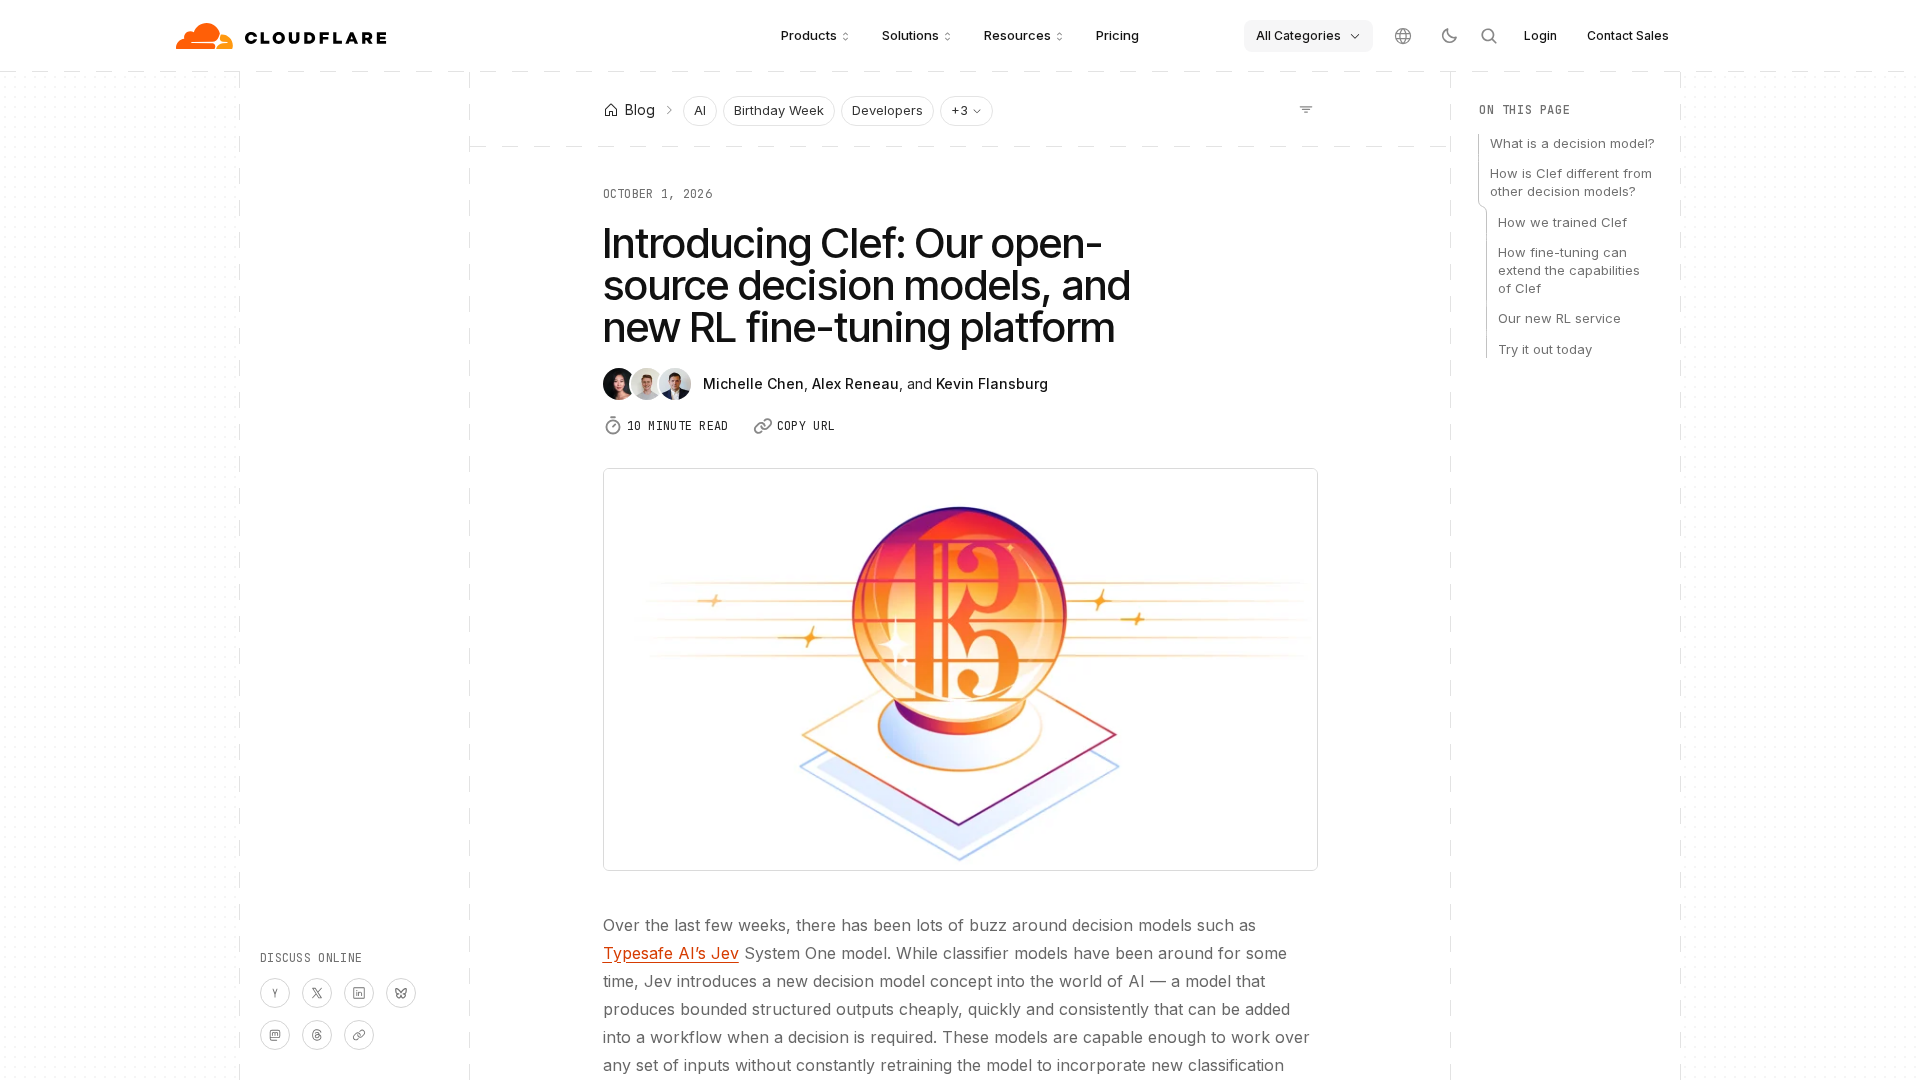 CLOUDFLARE
Products
Solutions
Resources
Pricing
All Categories
Login
Contact Sales
Blog
AI
Birthday Week
Developers
+3
ON THIS PAGE
What is a decision model?
How is Clef different from
other decision models?
How we trained Clef
How fine-tuning can
extend the capabilities
of Clef
Our new RL service
Try it out today
OCTOBER 1, 2026
Introducing Clef: Our open-
source decision models, and
new RL fine-tuning platform
Michelle Chen, Alex Reneau, and Kevin Flansburg
10 MINUTE READ
COPY URL
Over the last few weeks, there has been lots of buzz around decision models such as
Typesafe AI’s Jev System One model. While classifier models have been around for some
time, Jev introduces a new decision model concept into the world of AI — a model that
produces bounded structured outputs cheaply, quickly and consistently that can be added
into a workflow when a decision is required. These models are capable enough to work over
any set of inputs without constantly retraining the model to incorporate new classification
DISCUSS ONLINE